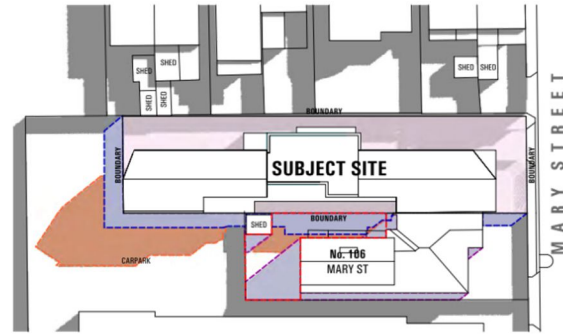 SHED
SHED
SHED
SHED
SHED
SHED
BOUNDARY
MARY STREET
BOUNDARY
SUBJECT SITE
BOUNDARY
SHED
BOUNDARY
No. 106
MARY ST
CARPARK